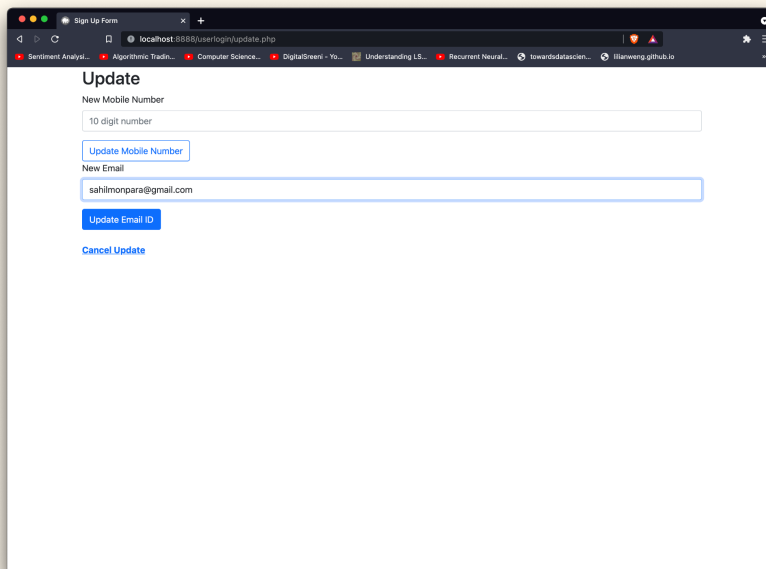 Sign Up Form
localhost:8888/userlogin/update.php
Sentiment Analysi... Algorithmic Tradin... Computer Science... DigitalSreeni - Yo... Understanding LS... Recurrent Neural... towardsdatascien... lilianweng.github.io
Update
New Mobile Number
10 digit number
Update Mobile Number
New Email
sahilmonpara@gmail.com
Update Email ID
Cancel Update